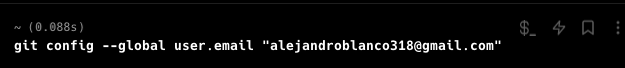 ~ (0.088s)
git config --global user.email "alejandroblanco318@gmail.com"